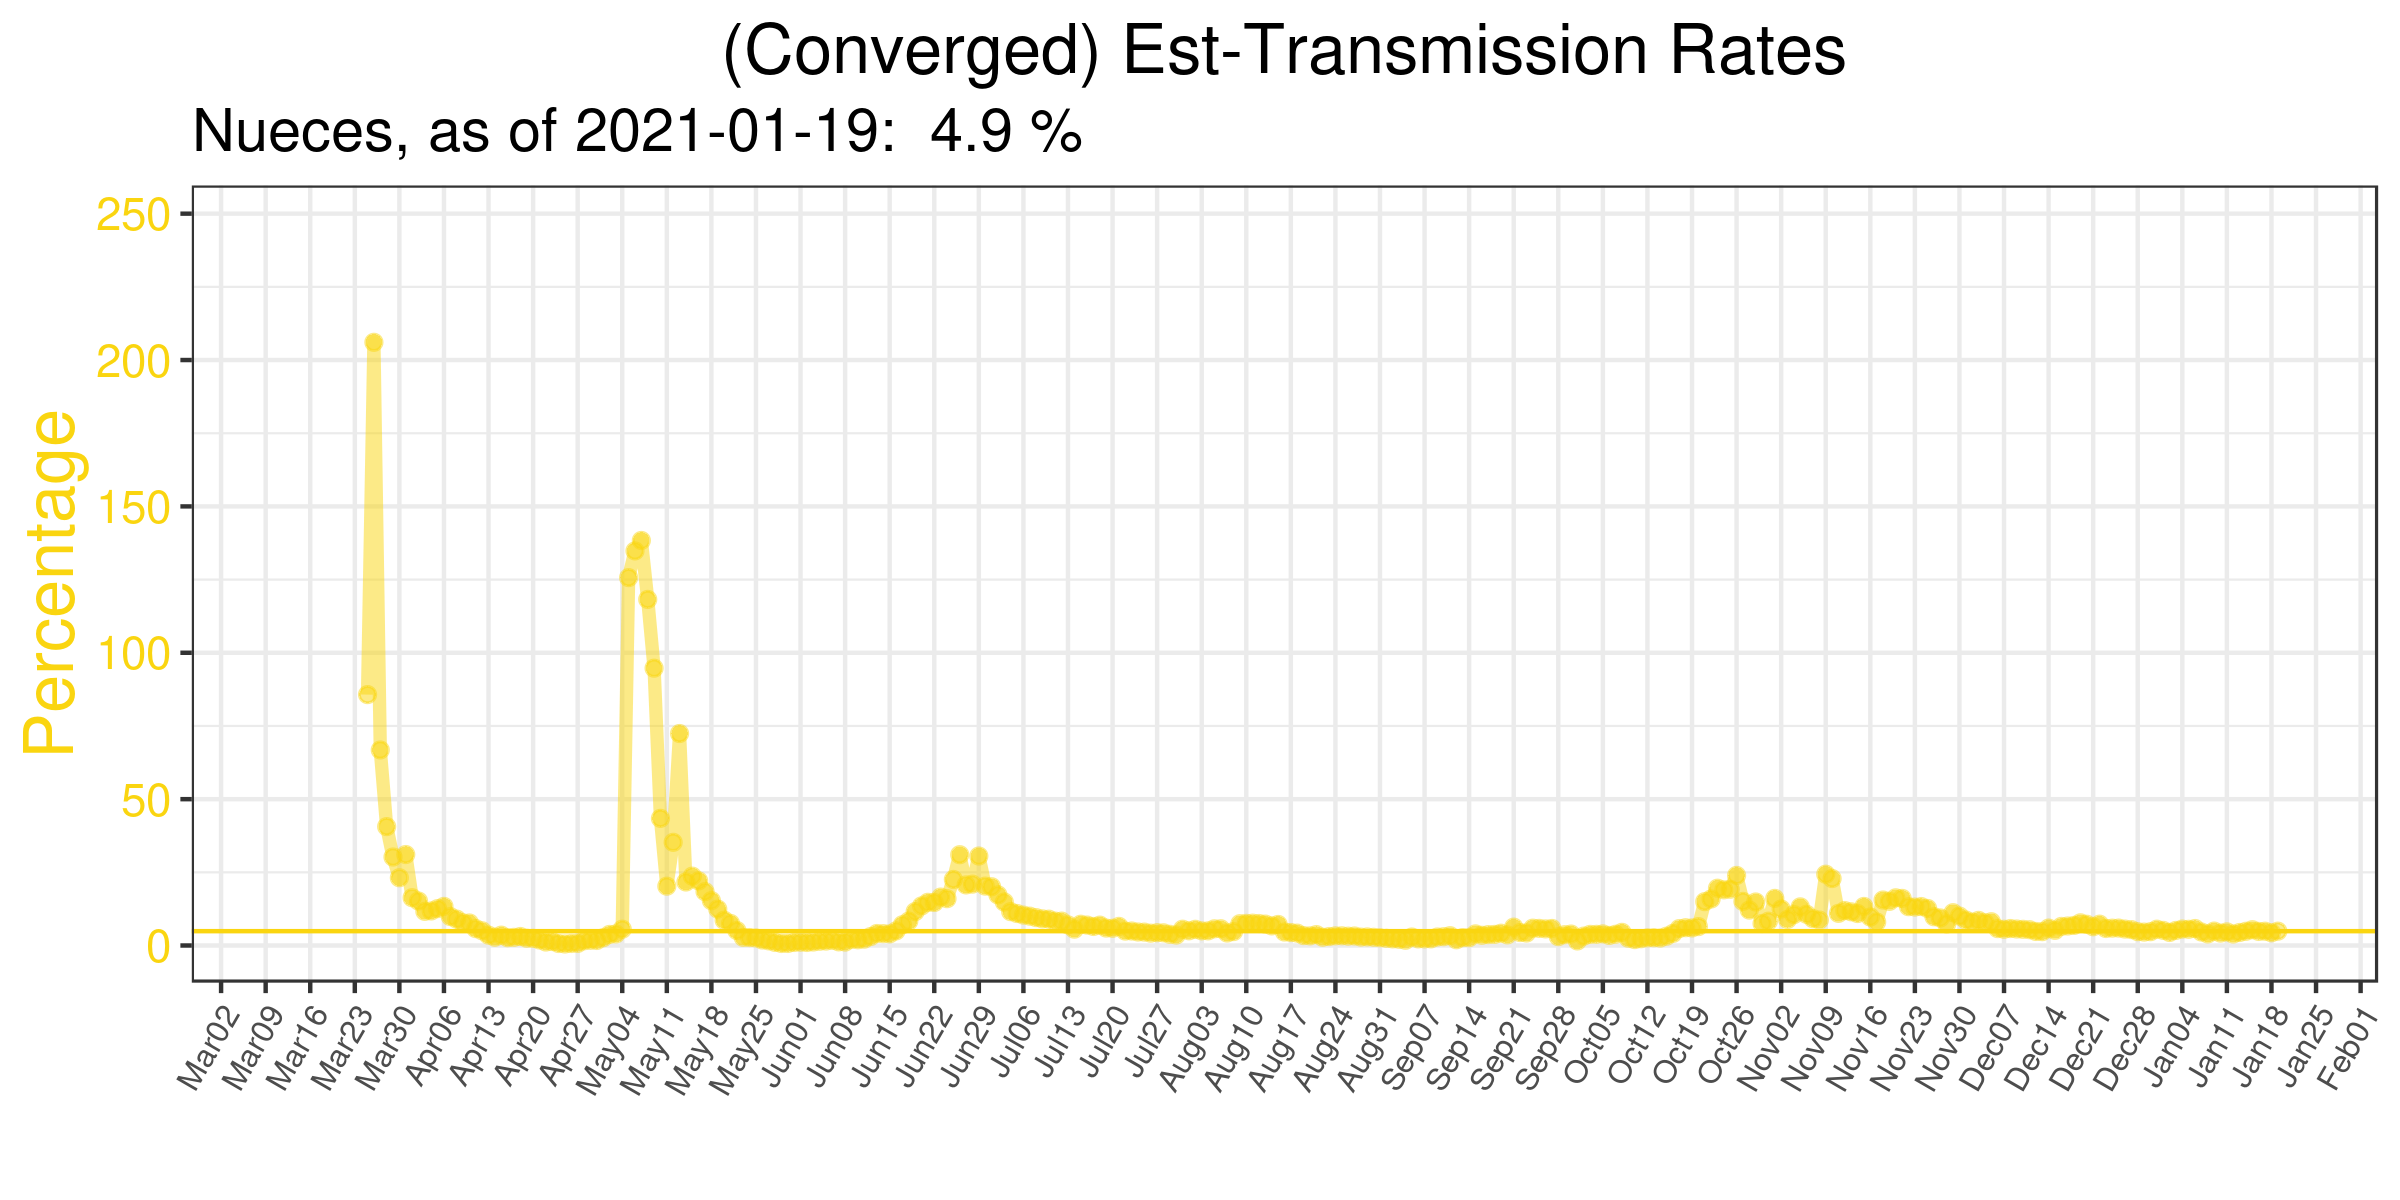 (Converged) Est-Transmission Rates
Nueces, as of 2021-01-19:  4.9 %
Percentage
250
200
150
100
50
0
Mar02
Mar09
Mar16
Mar23
Mar30
Apr06
Apr13
Apr20
Apr27
May04
May11
May18
May25
Jun01
Jun08
Jun15
Jun22
Jun29
Jul06
Jul13
Jul20
Jul27
Aug03
Aug10
Aug17
Aug24
Aug31
Sep07
Sep14
Sep21
Sep28
Oct05
Oct12
Oct19
Oct26
Nov02
Nov09
Nov16
Nov23
Nov30
Dec07
Dec14
Dec21
Dec28
Jan04
Jan11
Jan18
Jan25
Feb01